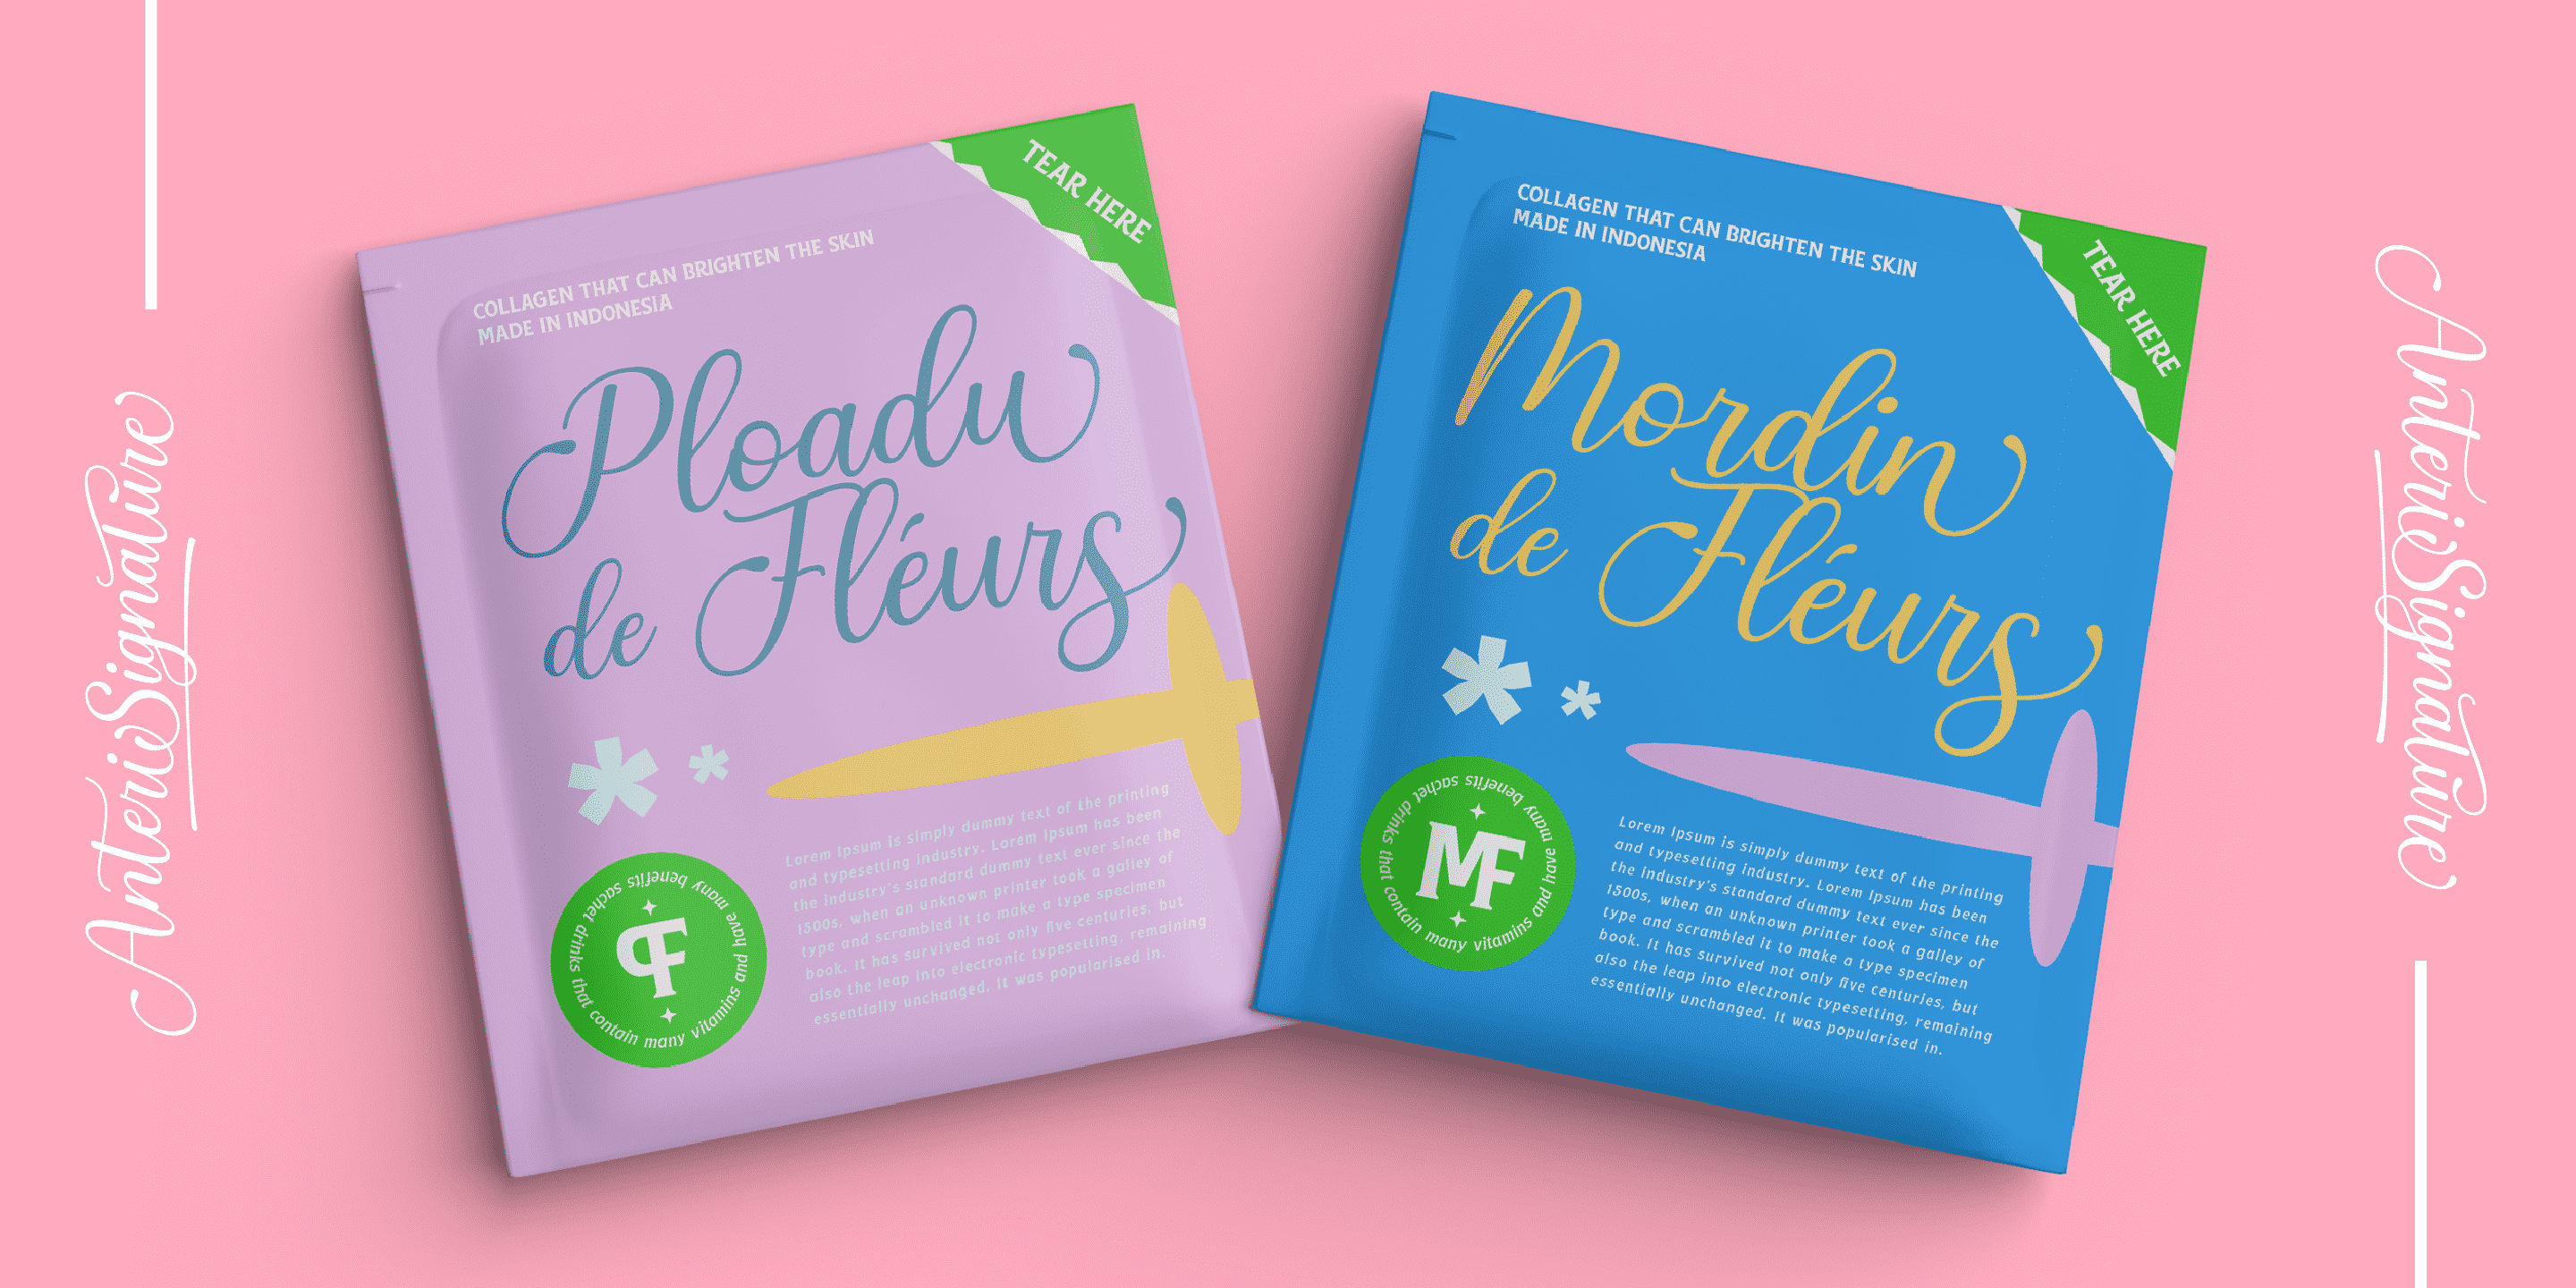 Anteriw Signature
COLLAGEN THAT CAN BRIGHTEN THE SKIN
MADE IN INDONESIA
TEAR HERE
Ploadu
de Fléurs
**
sachet drinks that contain many vitamins and have many benefits
PF
Lorem Ipsum is simply dummy text of the printing
and typesetting industry. Lorem Ipsum has been
the industry's standard dummy text ever since the
1500s, when an unknown printer took a galley of
type and scrambled it to make a type specimen
book. It has survived not only five centuries, but
also the leap into electronic typesetting, remaining
essentially unchanged. It was popularised in.
COLLAGEN THAT CAN BRIGHTEN THE SKIN
MADE IN INDONESIA
TEAR HERE
Mordin
de Fléurs
**
sachet drinks that contain many vitamins and have many benefits
MF
Lorem Ipsum is simply dummy text of the printing
and typesetting industry. Lorem Ipsum has been
the industry's standard dummy text ever since the
1500s, when an unknown printer took a galley of
type and scrambled it to make a type specimen
book. It has survived not only five centuries, but
also the leap into electronic typesetting, remaining
essentially unchanged. It was popularised in.
Anteriw Signature